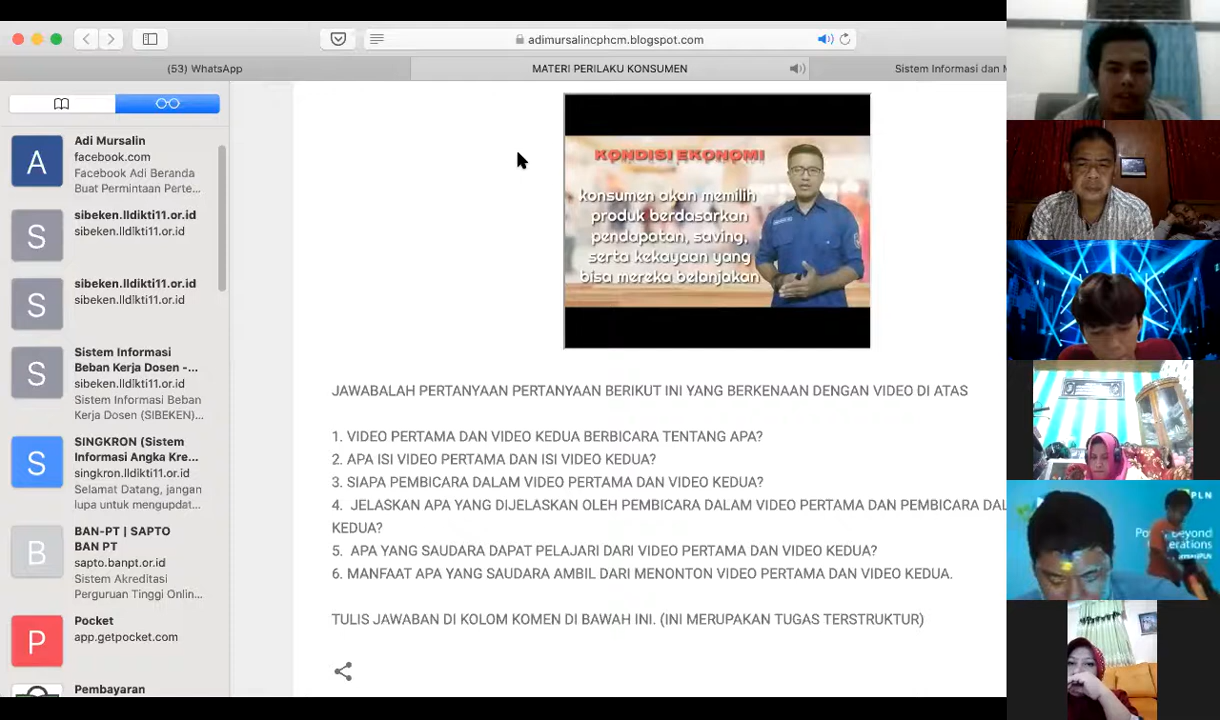 adimursalincphcm.blogspot.com
(53) WhatsApp
MATERI PERILAKU KONSUMEN
Sistem Informasi dan
A
Adi Mursalin
facebook.com
Facebook Adi Beranda
Buat Permintaan Perte...
S
sibeken.lldikti11.or.id
sibeken.lldikti11.or.id
S
sibeken.lldikti11.or.id
sibeken.lldikti11.or.id
S
Sistem Informasi
Beban Kerja Dosen -...
sibeken.lldikti11.or.id
Sistem Informasi Beban
Kerja Dosen (SIBEKEN)...
S
SINGKRON (Sistem
Informasi Angka Kre...
singkron.lldikti11.or.id
Selamat Datang, jangan
lupa untuk mengupdat...
B
BAN-PT | SAPTO
BAN PT
sapto.banpt.or.id
Sistem Akreditasi
Perguruan Tinggi Onlin...
P
Pocket
app.getpocket.com
Pembayaran
KONDISI EKONOMI
konsumen akan memilih
produk berdasarkan
pendapatan, saving,
serta kekayaan yang
bisa mereka belanjakan
JAWABALAH PERTANYAAN PERTANYAAN BERIKUT INI YANG BERKENAAN DENGAN VIDEO DI ATAS
1. VIDEO PERTAMA DAN VIDEO KEDUA BERBICARA TENTANG APA?
2. APA ISI VIDEO PERTAMA DAN ISI VIDEO KEDUA?
3. SIAPA PEMBICARA DALAM VIDEO PERTAMA DAN VIDEO KEDUA?
4. JELASKAN APA YANG DIJELASKAN OLEH PEMBICARA DALAM VIDEO PERTAMA DAN PEMBICARA DAL
KEDUA?
5. APA YANG SAUDARA DAPAT PELAJARI DARI VIDEO PERTAMA DAN VIDEO KEDUA?
6. MANFAAT APA YANG SAUDARA AMBIL DARI MENONTON VIDEO PERTAMA DAN VIDEO KEDUA.
TULIS JAWABAN DI KOLOM KOMEN DI BAWAH INI. (INI MERUPAKAN TUGAS TERSTRUKTUR)
PLN